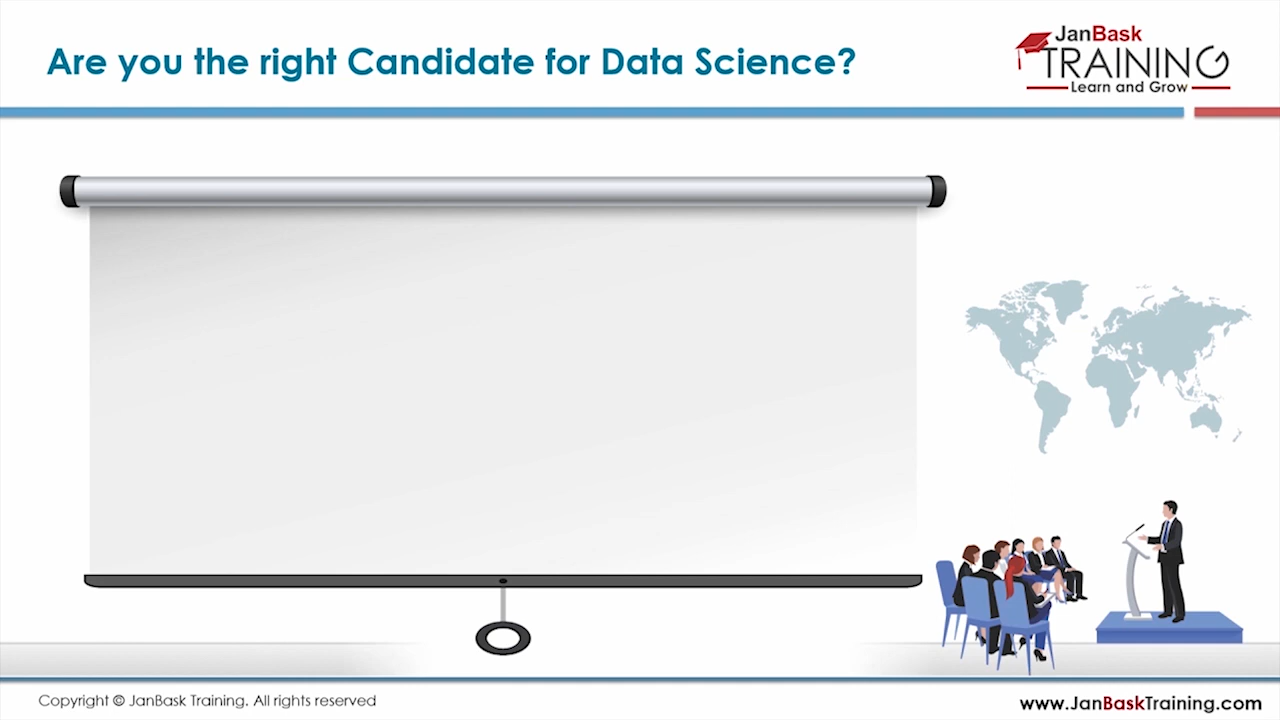 Are you the right Candidate for Data Science?
JanBask
TRAINING
Learn and Grow
Copyright © JanBask Training. All rights reserved
www.JanBaskTraining.com